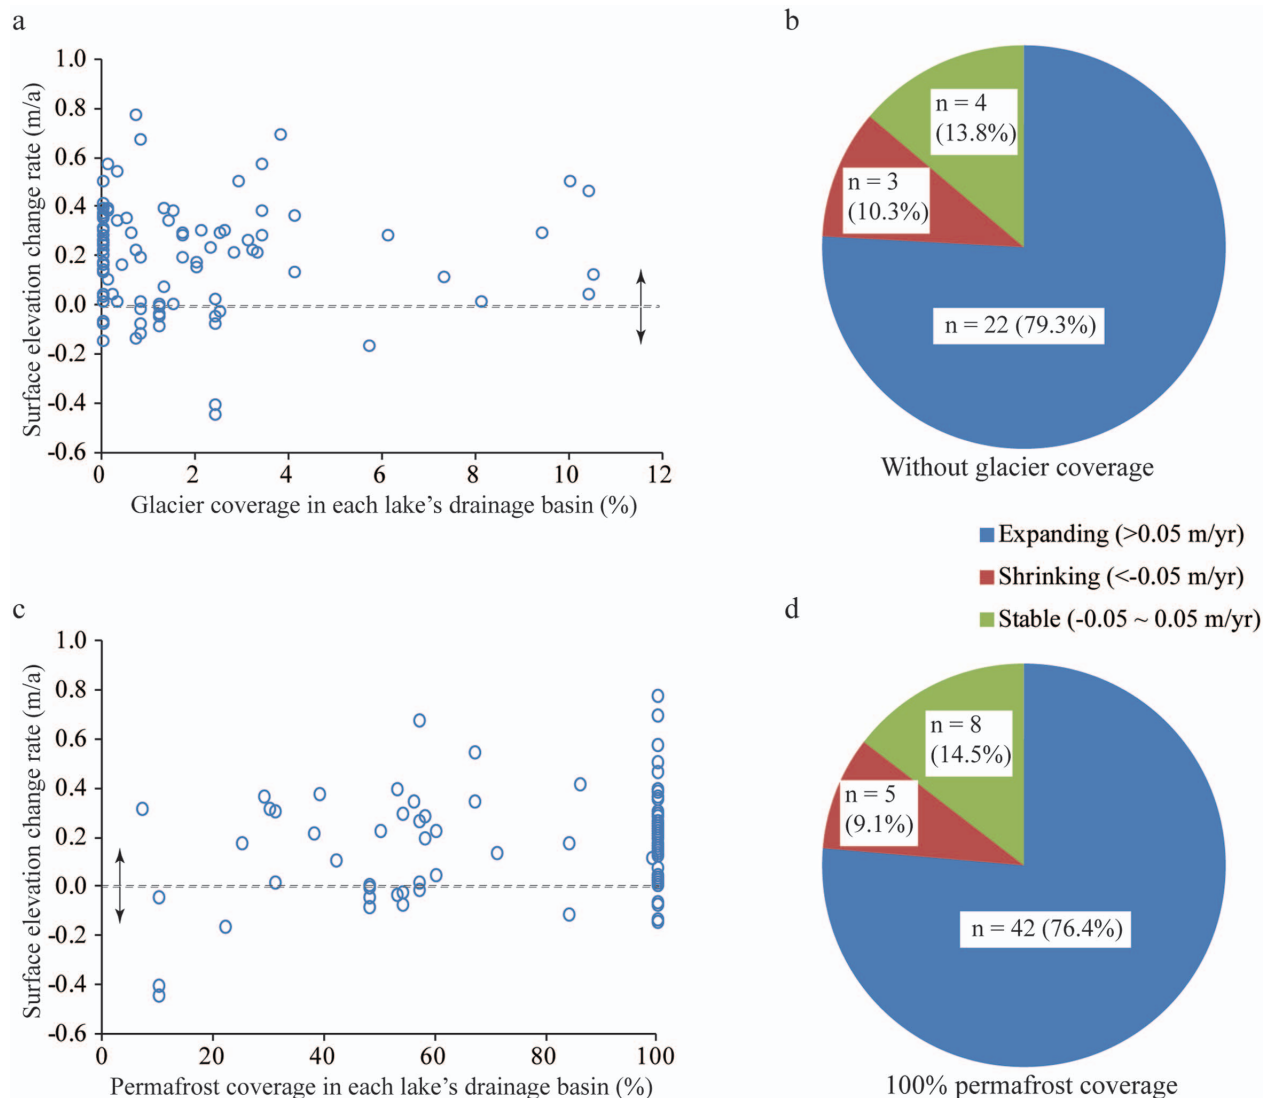 a
Surface elevation change rate (m/a)
1.0
0.8
0.6
0.4
0.2
0.0
-0.2
-0.4
-0.6
0 2 4 6 8 10 12
Glacier coverage in each lake’s drainage basin (%)
b
n = 4
(13.8%)
n = 3
(10.3%)
n = 22 (79.3%)
Without glacier coverage
Expanding (>0.05 m/yr)
Shrinking (<-0.05 m/yr)
Stable (-0.05 ~ 0.05 m/yr)
c
Surface elevation change rate (m/a)
1.0
0.8
0.6
0.4
0.2
0.0
-0.2
-0.4
-0.6
0 20 40 60 80 100
Permafrost coverage in each lake’s drainage basin (%)
d
n = 8
(14.5%)
n = 5
(9.1%)
n = 42 (76.4%)
100% permafrost coverage